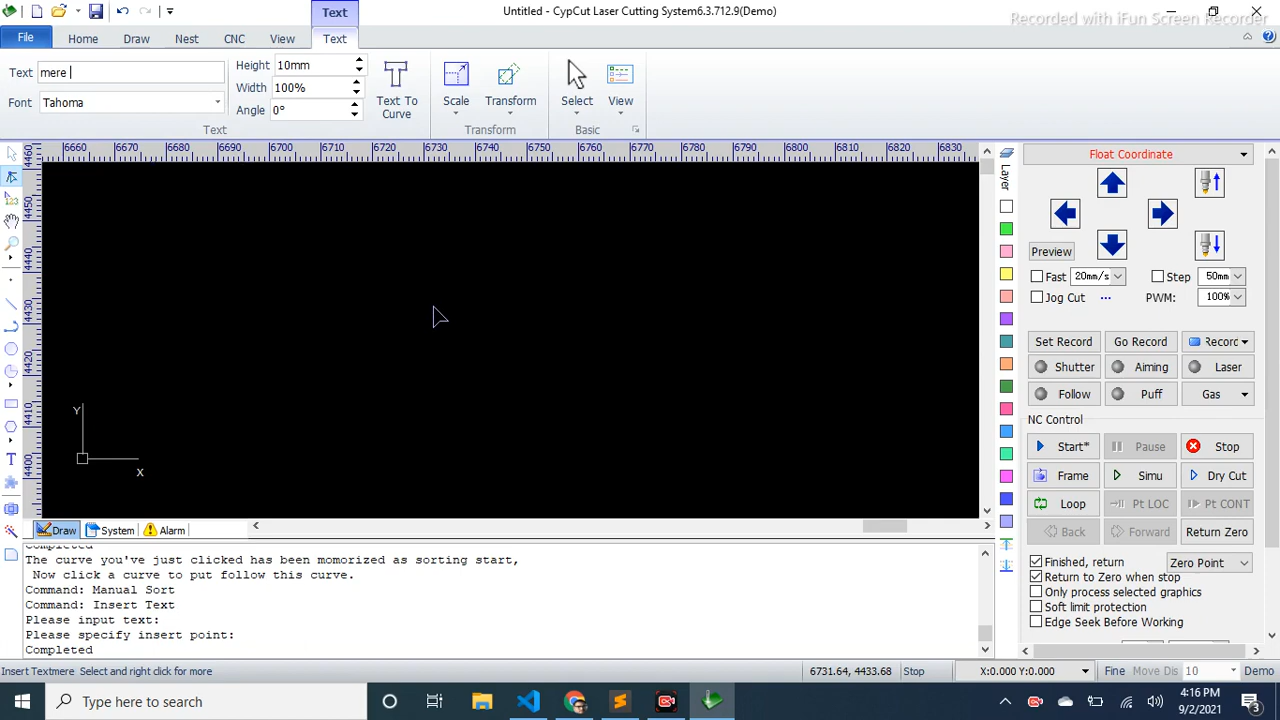 Text
Untitled - CypCut Laser Cutting System6.3.712.9(Demo)
Recorded with iFun Screen Recorder
File Home Draw Nest CNC View Text
Text mere
Font Tahoma
Height 10mm
Width 100%
Angle 0°
Text To Curve
Scale
Transform
Select
View
Text
Transform
Basic
6660 6670 6680 6690 6700 6710 6720 6730 6740 6750 6760 6770 6780 6790 6800 6810 6820 6830
4440
4430
4420
4410
4400
Y
X
Layer
Float Coordinate
Preview
Fast 20mm/s Step 50mm
Jog Cut PWM: 100%
Set Record Go Record Record
Shutter Aiming Laser
Follow Puff Gas
NC Control
Start* Pause Stop
Frame Simu Dry Cut
Loop Pt LOC Pt CONT
Back Forward Return Zero
Finished, return Zero Point
Return to Zero when stop
Only process selected graphics
Soft limit protection
Edge Seek Before Working
Draw System Alarm
Completed
The curve you've just clicked has been momorized as sorting start,
Now click a curve to put follow this curve.
Command: Manual Sort
Command: Insert Text
Please input text:
Please specify insert point:
Completed
Insert Textmere Select and right click for more
6731.64, 4433.68 Stop X:0.000 Y:0.000 Fine Move Dis 10 Demo
Type here to search
4:16 PM
9/2/2021
3